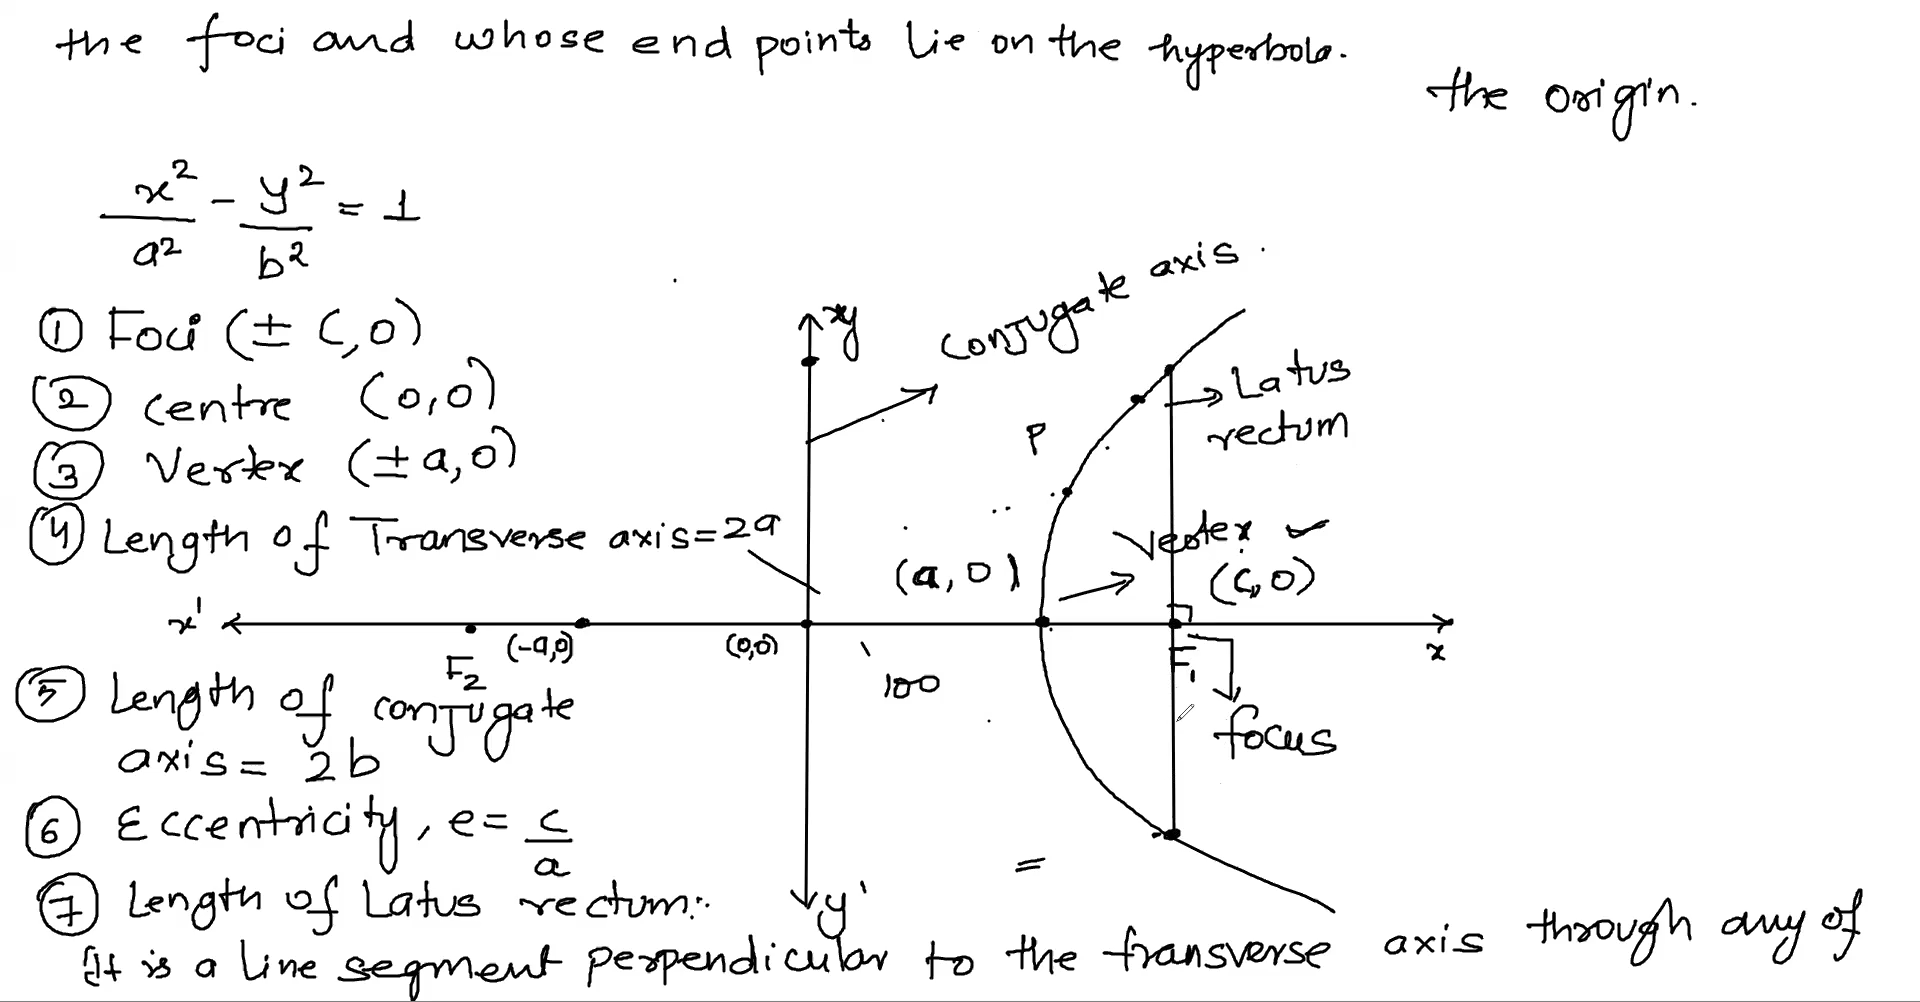 the foci and whose end points lie on the hyperbola.
the origin.
x²/a² - y²/b² = 1
① Foci (± c, 0)
② centre (0,0)
③ Vertex (± a, 0)
④ Length of Transverse axis = 2a
⑤ Length of conjugate
axis = 2b
⑥ Eccentricity, e = c/a
⑦ Length of Latus rectum:
It is a line segment perpendicular to the transverse axis through any of
y
conjugate axis.
Latus
rectum
P
Vertex ✓
(a, 0)
(c, 0)
x'
F₂
(-a,0)
(0,0)
100
F₁
x
focus
=
y'